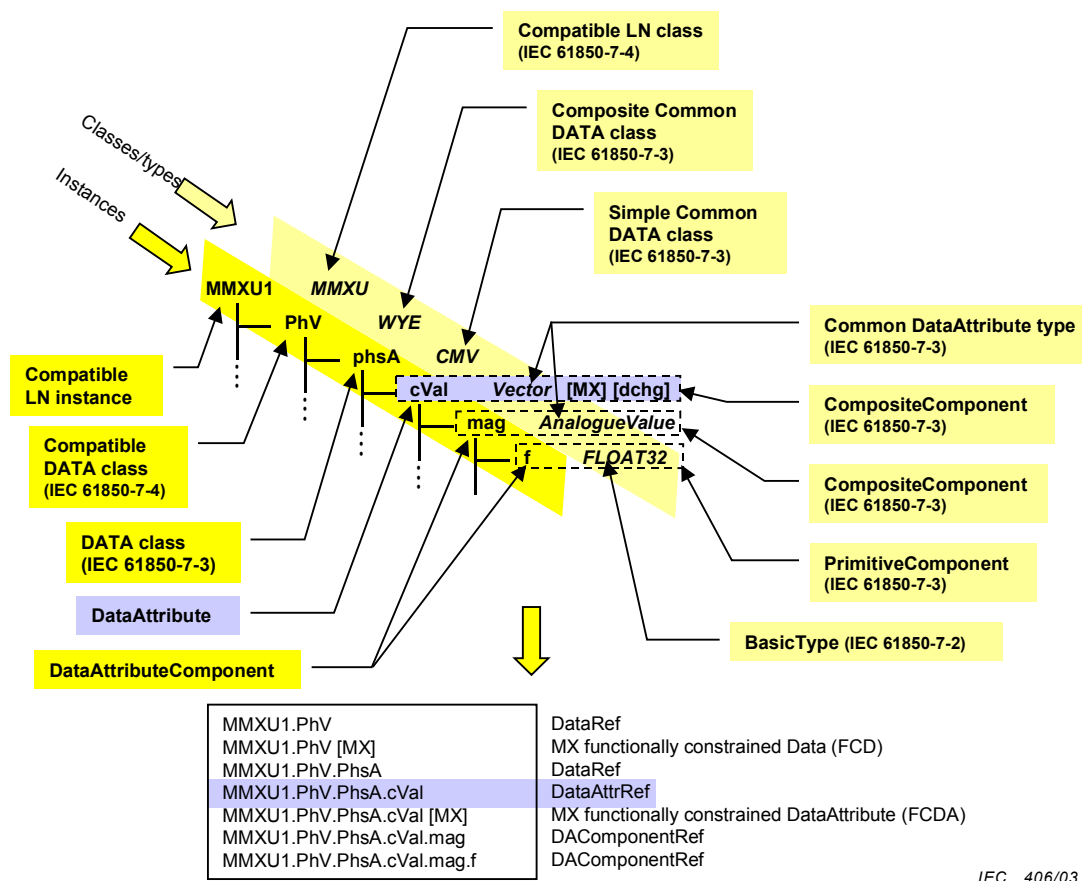 Compatible LN class
(IEC 61850-7-4)
Composite Common
DATA class
(IEC 61850-7-3)
Simple Common
DATA class
(IEC 61850-7-3)
Classes/types
Instances
MMXU1 MMXU
PhV WYE
phsA CMV
cVal Vector [MX] [dchg]
mag AnalogueValue
f FLOAT32
Common DataAttribute type
(IEC 61850-7-3)
CompositeComponent
(IEC 61850-7-3)
CompositeComponent
(IEC 61850-7-3)
PrimitiveComponent
(IEC 61850-7-3)
BasicType (IEC 61850-7-2)
Compatible
LN instance
Compatible
DATA class
(IEC 61850-7-4)
DATA class
(IEC 61850-7-3)
DataAttribute
DataAttributeComponent
MMXU1.PhV DataRef
MMXU1.PhV [MX] MX functionally constrained Data (FCD)
MMXU1.PhV.PhsA DataRef
MMXU1.PhV.PhsA.cVal DataAttrRef
MMXU1.PhV.PhsA.cVal [MX] MX functionally constrained DataAttribute (FCDA)
MMXU1.PhV.PhsA.cVal.mag DAComponentRef
MMXU1.PhV.PhsA.cVal.mag.f DAComponentRef
IEC 406/03